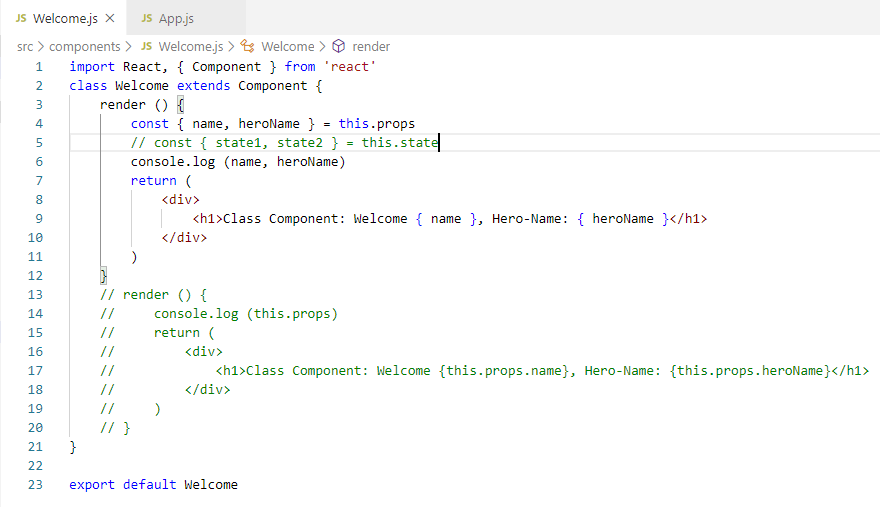 JS Welcome.js × JS App.js
src > components > JS Welcome.js > Welcome > render
1 import React, { Component } from 'react'
2 class Welcome extends Component {
3     render () {
4         const { name, heroName } = this.props
5         // const { state1, state2 } = this.state
6         console.log (name, heroName)
7         return (
8             <div>
9                 <h1>Class Component: Welcome { name }, Hero-Name: { heroName }</h1>
10             </div>
11         )
12     }
13     // render () {
14     //     console.log (this.props)
15     //     return (
16     //         <div>
17     //             <h1>Class Component: Welcome {this.props.name}, Hero-Name: {this.props.heroName}</h1>
18     //         </div>
19     //     )
20     // }
21 }
22
23 export default Welcome